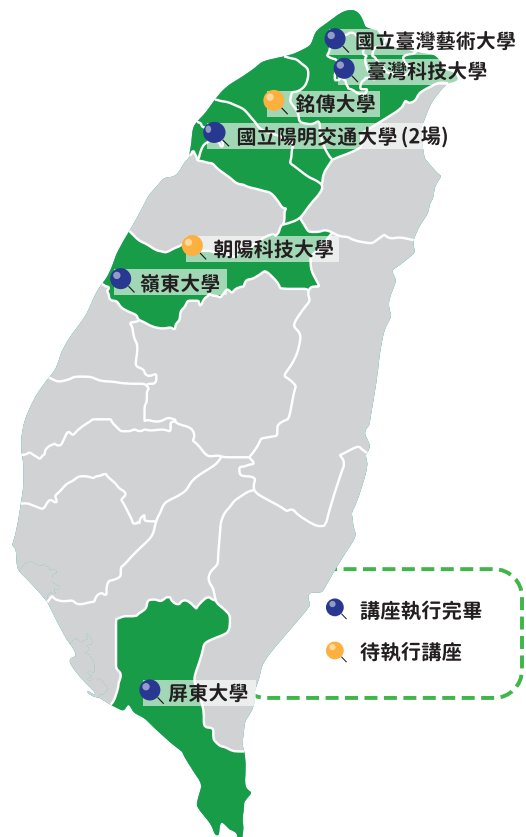 國立臺灣藝術大學
臺灣科技大學
銘傳大學
國立陽明交通大學 (2場)
朝陽科技大學
嶺東大學
講座執行完畢
待執行講座
屏東大學